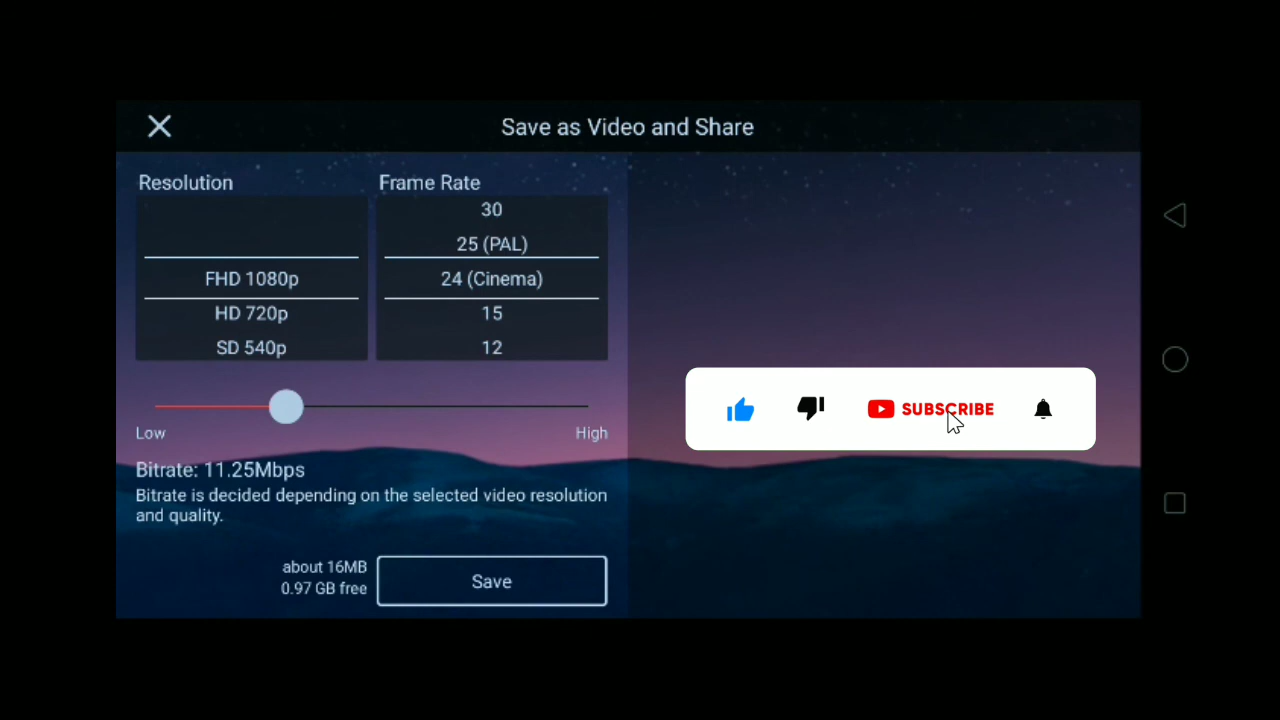 Save as Video and Share
Resolution
Frame Rate
30
25 (PAL)
FHD 1080p
24 (Cinema)
HD 720p
15
SD 540p
12
Low
High
SUBSCRIBE
Bitrate: 11.25Mbps
Bitrate is decided depending on the selected video resolution
and quality.
about 16MB
0.97 GB free
Save